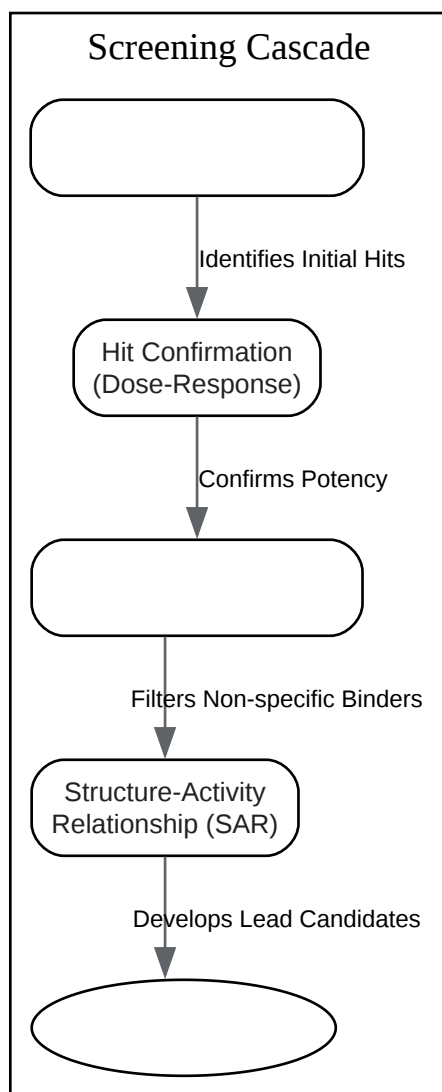 Screening Cascade
Identifies Initial Hits
Hit Confirmation
(Dose-Response)
Confirms Potency
Filters Non-specific Binders
Structure-Activity
Relationship (SAR)
Develops Lead Candidates